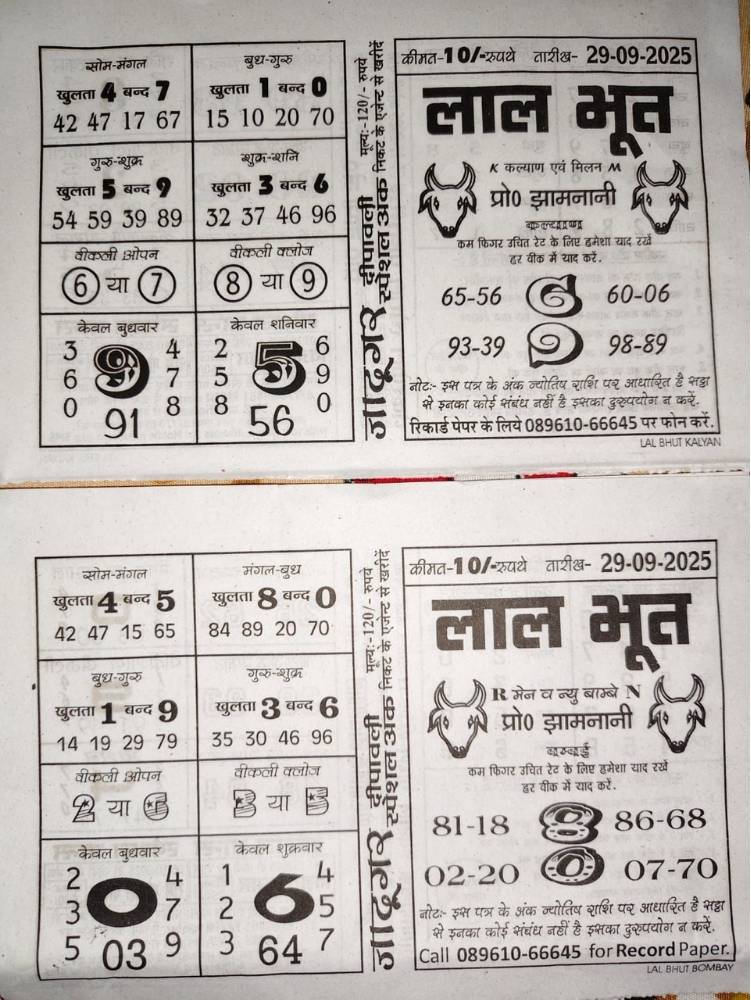 सोम-मंगल
खुलता 4 बन्द 7
42 47 17 67
बुध-गुरु
खुलता 1 बन्द 0
15 10 20 70
गुरु-शुक्र
खुलता 5 बन्द 9
54 59 39 89
शुक्र-शनि
खुलता 3 बन्द 6
32 37 46 96
वीकली ओपन
6 या 7
वीकली क्लोज
8 या 9
केवल बुधवार
3 9 4
6 7
0 91 8
केवल शनिवार
2 5 6
5 9
8 56 0
जादूगर दीपावली स्पेशल अंक
मूल्य:-120/- रुपये
निकट के एजेन्ट से खरीदें
कीमत-10/-रुपये तारीख- 29-09-2025
लाल भूत
K कल्याण एवं मिलन M
प्रो0 झामनानी
कल्याण
कम फिगर उचित रेट के लिए हमेशा याद रखें
हर वीक में याद करें.
65-56 6 60-06
93-39 9 98-89
नोटः- इस पत्र के अंक ज्योतिष राशि पर आधारित है सट्टा
से इनका कोई संबंध नहीं है इसका दुरुपयोग न करें.
रिकार्ड पेपर के लिये 089610-66645 पर फोन करें.
LAL BHUT KALYAN
सोम-मंगल
खुलता 4 बन्द 5
42 47 15 65
मंगल-बुध
खुलता 8 बन्द 0
84 89 20 70
बुध-गुरु
खुलता 1 बन्द 9
14 19 29 79
गुरु-शुक्र
खुलता 3 बन्द 6
35 30 46 96
वीकली ओपन
2 या 6
वीकली क्लोज
या
केवल बुधवार
2 0 4
3 7
5 03 9
केवल शुक्रवार
1 6 4
2 5
3 64 7
जादूगर दीपावली स्पेशल अंक
मूल्य:-120/- रुपये
निकट के एजेन्ट से खरीदें
कीमत-10/-रुपये तारीख- 29-09-2025
लाल भूत
R मेन व न्यु बाम्बे N
प्रो0 झामनानी
बाम्बई
कम फिगर उचित रेट के लिए हमेशा याद रखें
हर वीक में याद करें.
81-18 8 86-68
02-20 0 07-70
नोटः- इस पत्र के अंक ज्योतिष राशि पर आधारित है सट्टा
से इनका कोई संबंध नहीं है इसका दुरुपयोग न करें.
Call 089610-66645 for Record Paper.
LAL BHUT BOMBAY